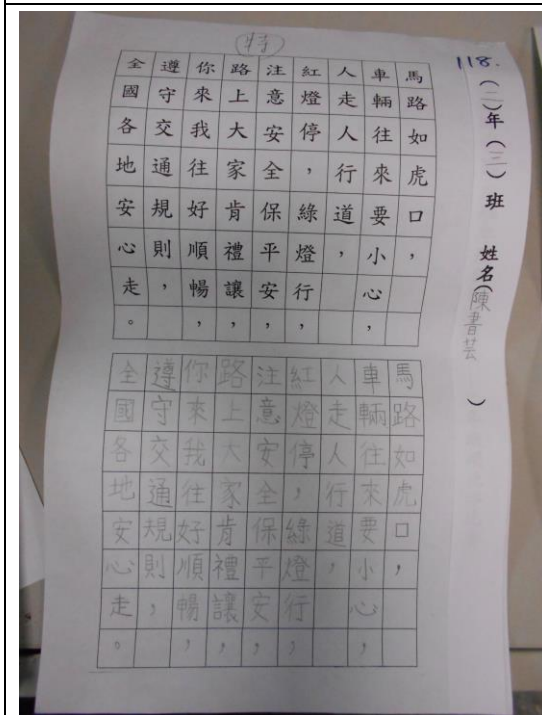 118.
(二)年(三)班 姓名(陳書芸)
(特)
馬路如虎口，
車輛往來要小心，
人走人行道，
紅燈停，綠燈行，
注意安全保平安，
路上大家肯禮讓，
你來我往好順暢，
遵守交通規則，
全國各地安心走。
馬路如虎口，
車輛往來要小心，
人走人行道，
紅燈停，綠燈行，
注意安全保平安，
路上大家肯禮讓，
你來我往好順暢，
遵守交通規則，
全國各地安心走。